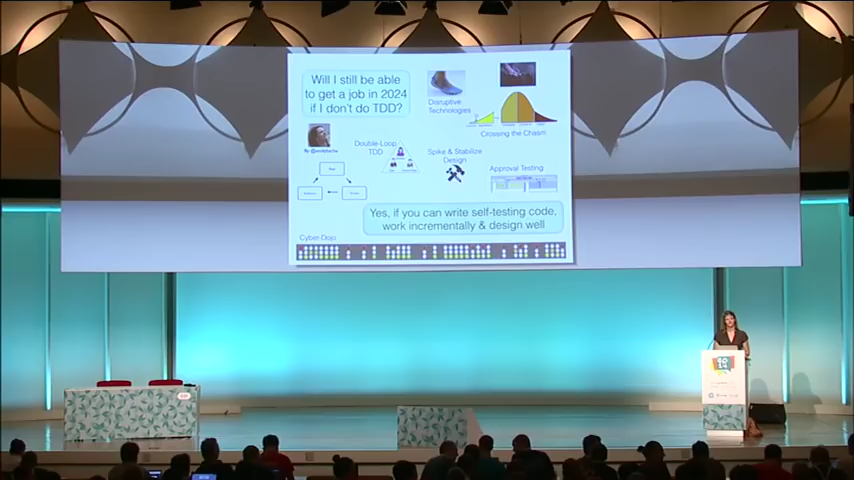 Will I still be able
to get a job in 2024
if I don't do TDD?
Disruptive
Technologies
Crossing the Chasm
Double-Loop
TDD
Spike & Stabilize
Design
Approval Testing
Yes, if you can write self-testing code,
work incrementally & design well
Cyber-Dojo